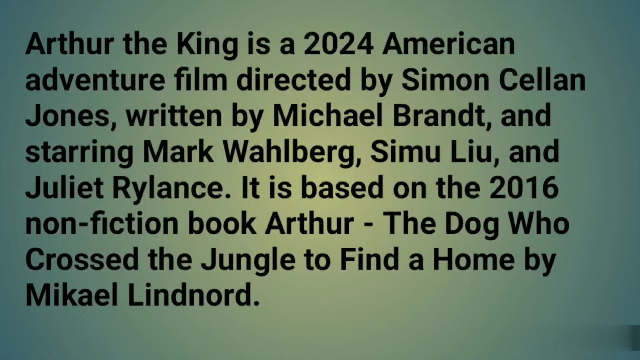 Arthur the King is a 2024 American
adventure film directed by Simon Cellan
Jones, written by Michael Brandt, and
starring Mark Wahlberg, Simu Liu, and
Juliet Rylance. It is based on the 2016
non-fiction book Arthur - The Dog Who
Crossed the Jungle to Find a Home by
Mikael Lindnord.